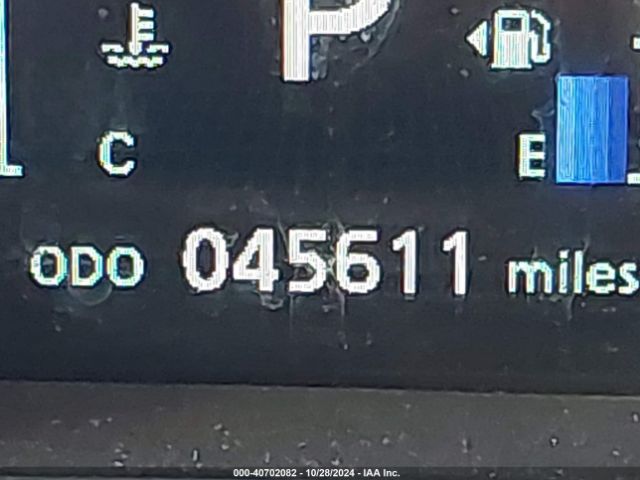 P
C E
ODO 045611 miles
000-40702082 - 10/28/2024 - IAA Inc.